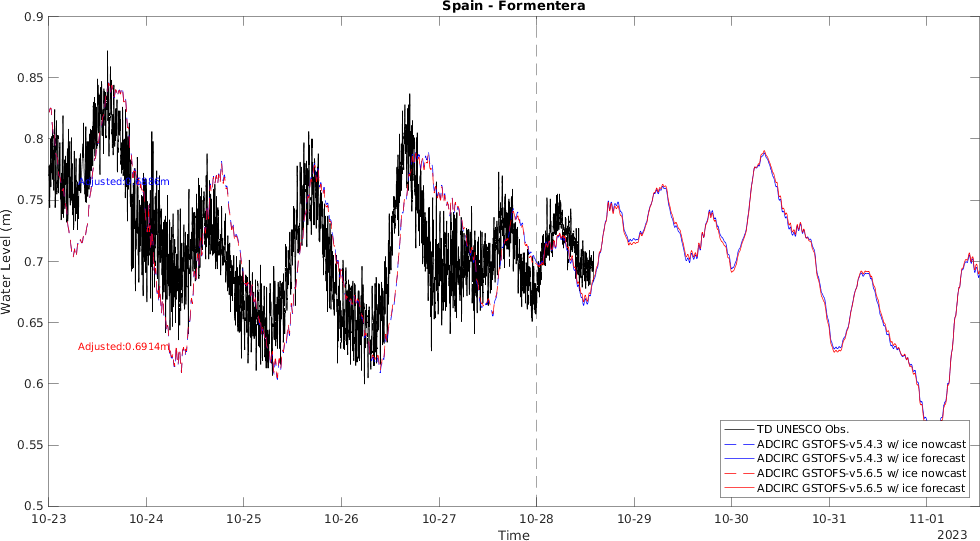 Spain - Formentera
0.9
0.85
0.8
0.75
0.7
0.65
0.6
0.55
0.5
Water Level (m)
Adjusted:0.6914m
TD UNESCO Obs.
ADCIRC GSTOFS-v5.4.3 w/ ice nowcast
ADCIRC GSTOFS-v5.4.3 w/ ice forecast
ADCIRC GSTOFS-v5.6.5 w/ ice nowcast
ADCIRC GSTOFS-v5.6.5 w/ ice forecast
10-23 10-24 10-25 10-26 10-27 10-28 10-29 10-30 10-31 11-01
Time
2023